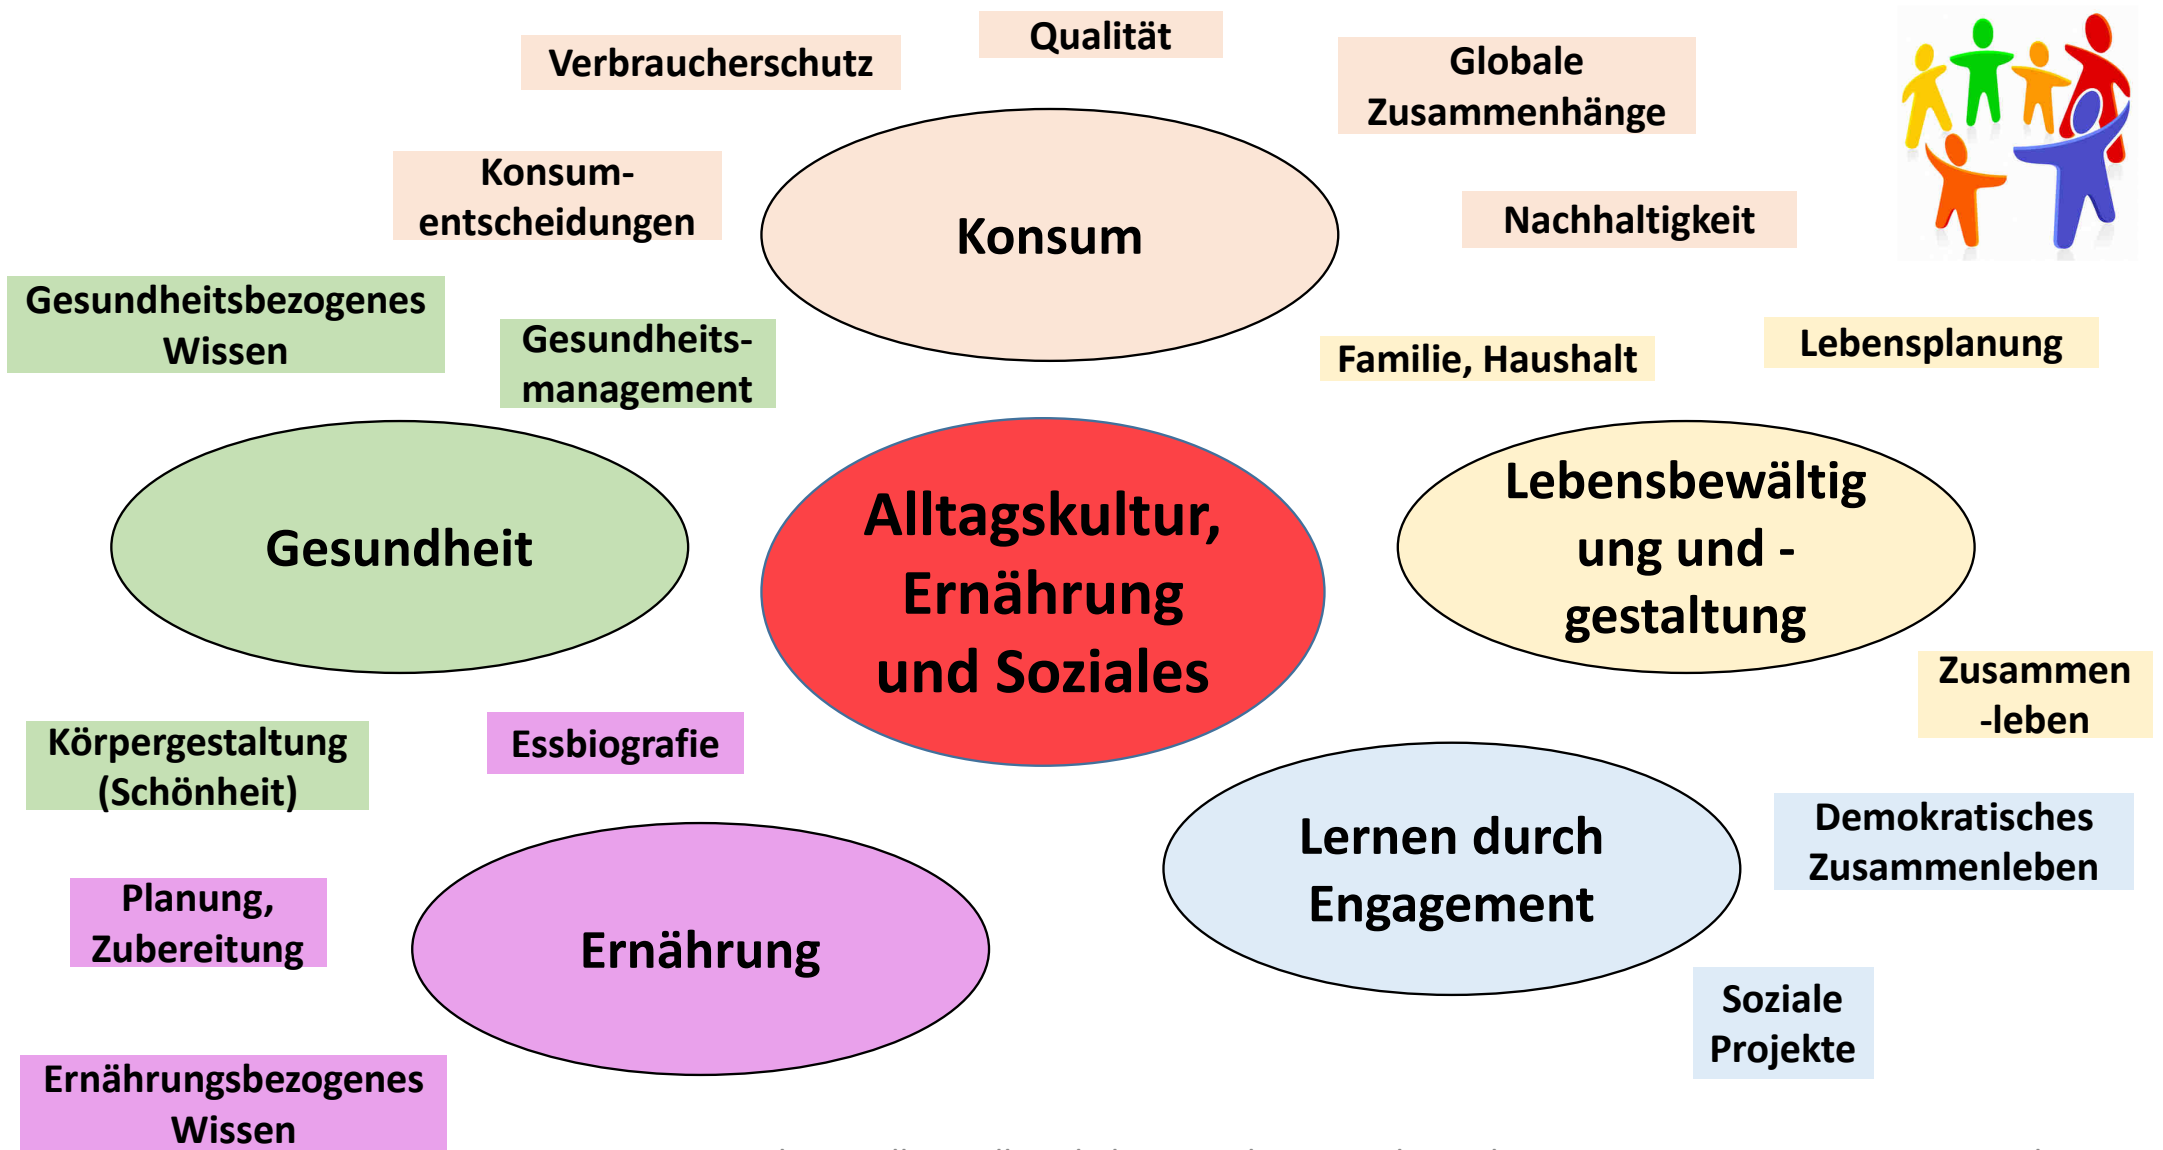 Qualität
Verbraucherschutz
Globale
Zusammenhänge
Konsum-
entscheidungen
Nachhaltigkeit
Konsum
Gesundheitsbezogenes
Wissen
Gesundheits-
management
Familie, Haushalt
Lebensplanung
Gesundheit
Alltagskultur,
Ernährung
und Soziales
Lebensbewältig
ung und -
gestaltung
Zusammen
-leben
Körpergestaltung
(Schönheit)
Essbiografie
Demokratisches
Zusammenleben
Lernen durch
Engagement
Planung,
Zubereitung
Ernährung
Soziale
Projekte
Ernährungsbezogenes
Wissen